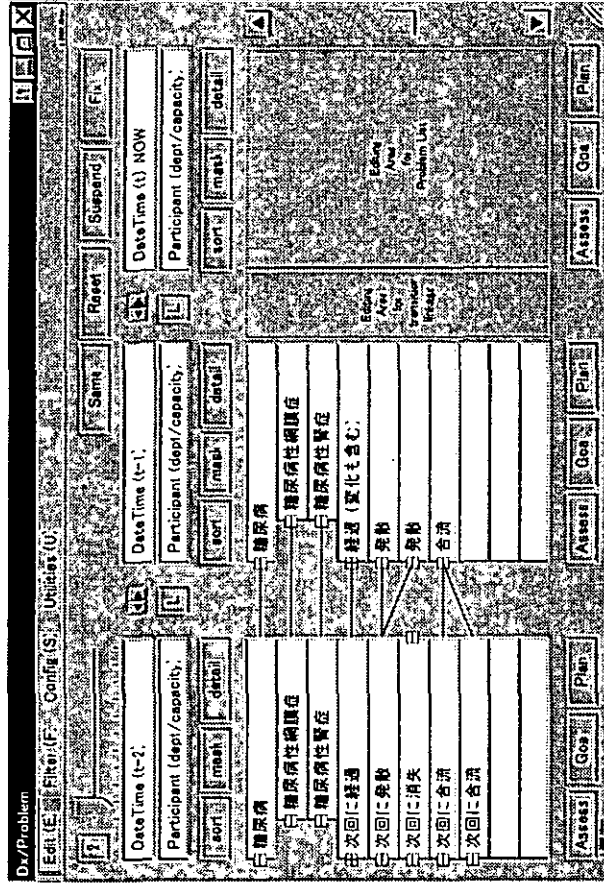 Dx/Problem
Edit (E) Filter (F) Config (S) Utilities (U)
Same Reset Suspend Fix
DateTime (t-2)
Participant (dept/capacity)
sort mask detail
糖尿病
糖尿病性網膜症
糖尿病性腎症
次回に経過
次回に発散
次回に消失
次回に合流
次回に合流
Assess Goa Plan
DateTime (t-1)
Participant (dept/capacity)
sort mask detail
糖尿病
糖尿病性網膜症
糖尿病性腎症
経過 (変化も含む)
発散
発散
合流
Assess Goa Plan
Editing
Area
for
transition
linkage
DateTime (t) NOW
Participant (dept/capacity)
sort mask detail
Editing
Area
for
Problem List
Assess Goa Plan